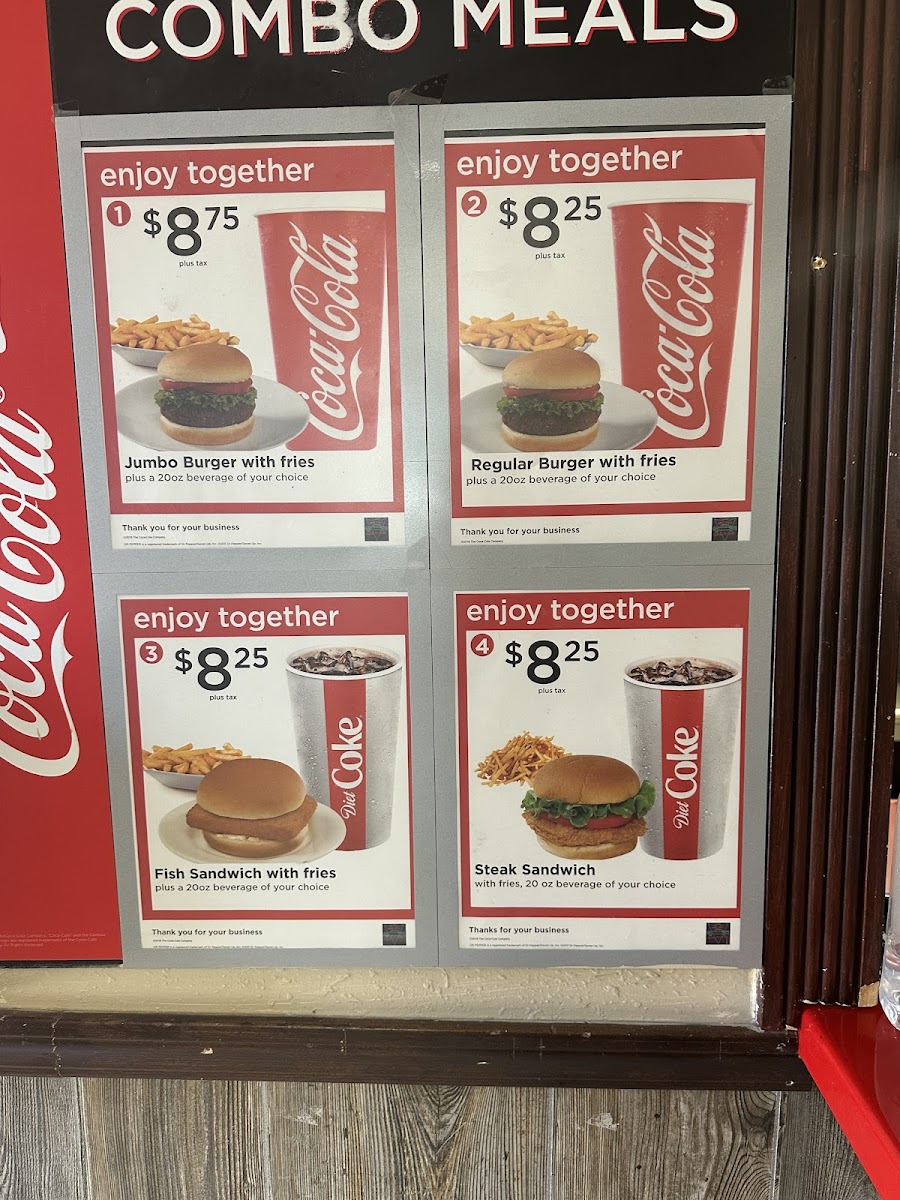 COMBO MEALS
Coca-Cola
enjoy together
1
$8 75
plus tax
Coca-Cola
Jumbo Burger with fries
plus a 20oz beverage of your choice
Thank you for your business
enjoy together
2
$8 25
plus tax
Coca-Cola
Regular Burger with fries
plus a 20oz beverage of your choice
Thank you for your business
enjoy together
3
$8 25
plus tax
Diet Coke
Fish Sandwich with fries
plus a 20oz beverage of your choice
Thank you for your business
enjoy together
4
$8 25
plus tax
Diet Coke
Steak Sandwich
with fries, 20 oz beverage of your choice
Thanks for your business